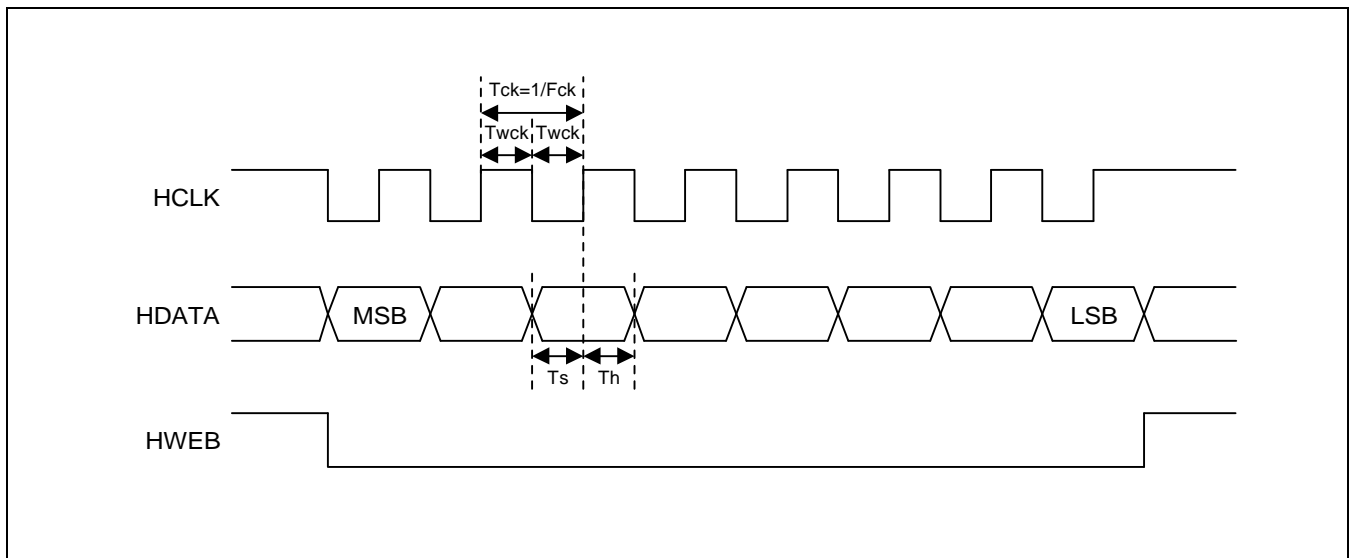 Tck=1/Fck
Twck Twck
HCLK
HDATA MSB LSB
Ts Th
HWEB